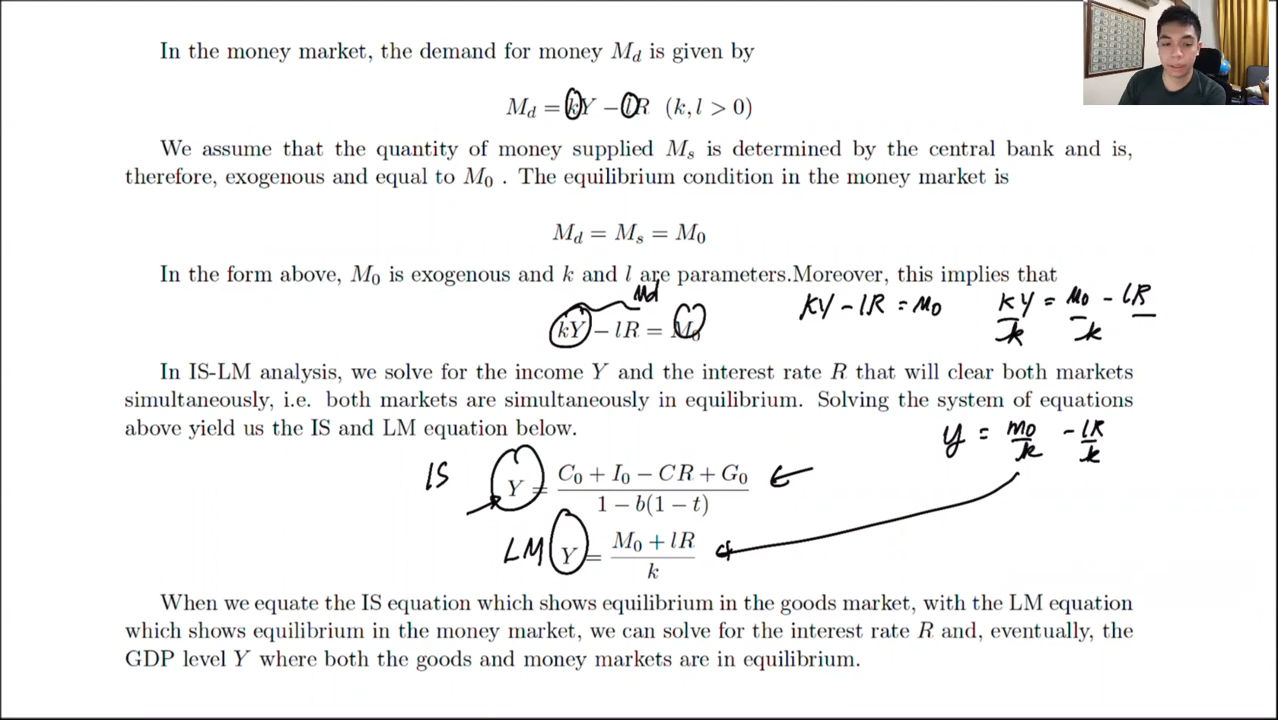 In the money market, the demand for money M_d is given by
M_d = kY − lR (k, l > 0)
We assume that the quantity of money supplied M_s is determined by the central bank and is,
therefore, exogenous and equal to M_0 . The equilibrium condition in the money market is
M_d = M_s = M_0
In the form above, M_0 is exogenous and k and l are parameters.Moreover, this implies that
Md
kY − lR = M_0
KY - lR = M0
KY = M0 - lR
k k
In IS-LM analysis, we solve for the income Y and the interest rate R that will clear both markets
simultaneously, i.e. both markets are simultaneously in equilibrium. Solving the system of equations
above yield us the IS and LM equation below.
y = M0/k - lR/k
IS Y = (C_0 + I_0 − CR + G_0)/(1 − b(1 − t))
LM Y = (M_0 + lR)/k
When we equate the IS equation which shows equilibrium in the goods market, with the LM equation
which shows equilibrium in the money market, we can solve for the interest rate R and, eventually, the
GDP level Y where both the goods and money markets are in equilibrium.